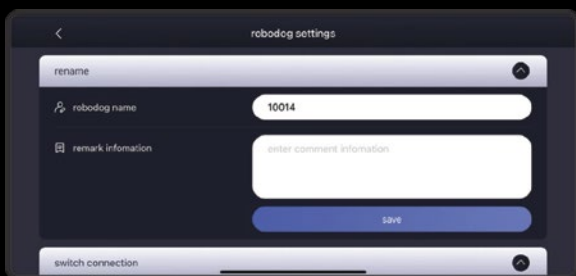 robodog settings
rename
robodog name
10014
remark infomation
enter comment infomation
save
switch connection